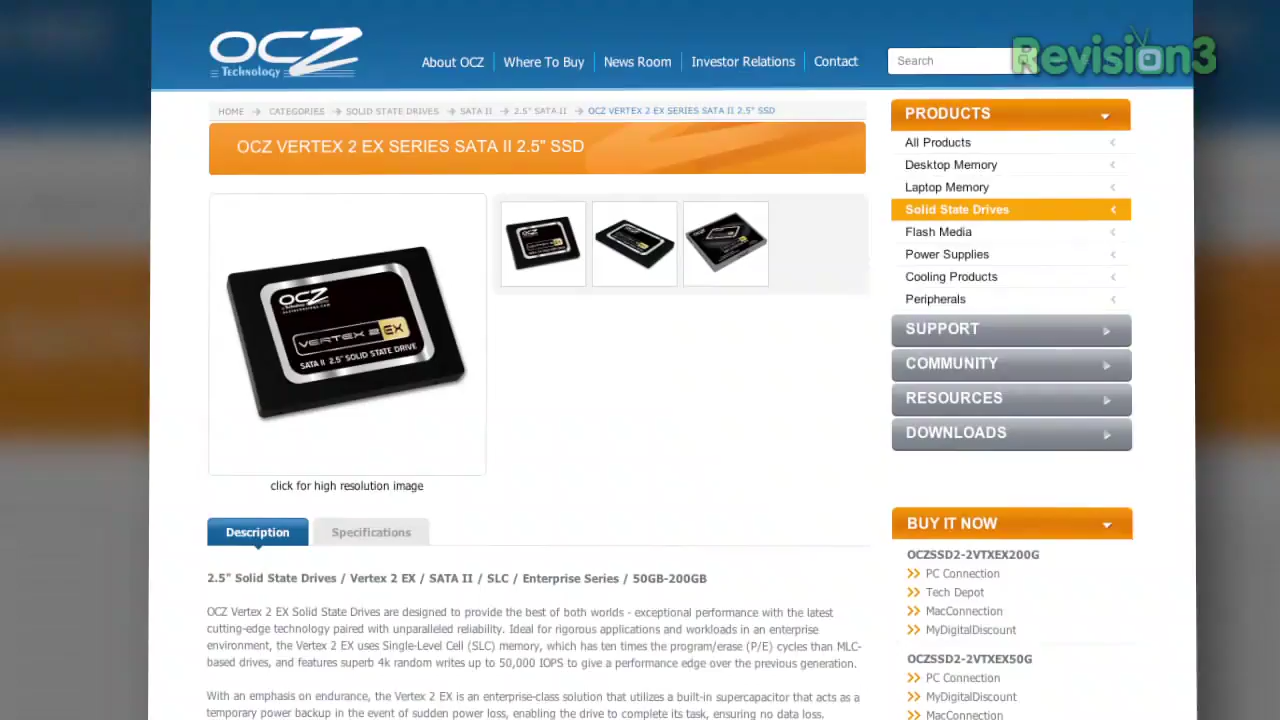 OCZ
Technology
About OCZ
Where To Buy
News Room
Investor Relations
Contact
Search
Revision3
HOME
CATEGORIES
SOLID STATE DRIVES
SATA II
2.5" SATA II
OCZ VERTEX 2 EX SERIES SATA II 2.5" SSD
OCZ VERTEX 2 EX SERIES SATA II 2.5" SSD
OCZ
Technology
VERTEX 2 EX
SATA II 2.5" SOLID STATE DRIVE
click for high resolution image
Description
Specifications
2.5" Solid State Drives / Vertex 2 EX / SATA II / SLC / Enterprise Series / 50GB-200GB
OCZ Vertex 2 EX Solid State Drives are designed to provide the best of both worlds - exceptional performance with the latest
cutting-edge technology paired with unparalleled reliability. Ideal for rigorous applications and workloads in an enterprise
environment, the Vertex 2 EX uses Single-Level Cell (SLC) memory, which has ten times the program/erase (P/E) cycles than MLC-
based drives, and features superb 4k random writes up to 50,000 IOPS to give a performance edge over the previous generation.
With an emphasis on endurance, the Vertex 2 EX is an enterprise-class solution that utilizes a built-in supercapacitor that acts as a
temporary power backup in the event of sudden power loss, enabling the drive to complete its task, ensuring no data loss.
PRODUCTS
All Products
Desktop Memory
Laptop Memory
Solid State Drives
Flash Media
Power Supplies
Cooling Products
Peripherals
SUPPORT
COMMUNITY
RESOURCES
DOWNLOADS
BUY IT NOW
OCZSSD2-2VTXEX200G
PC Connection
Tech Depot
MacConnection
MyDigitalDiscount
OCZSSD2-2VTXEX50G
PC Connection
MyDigitalDiscount
MacConnection